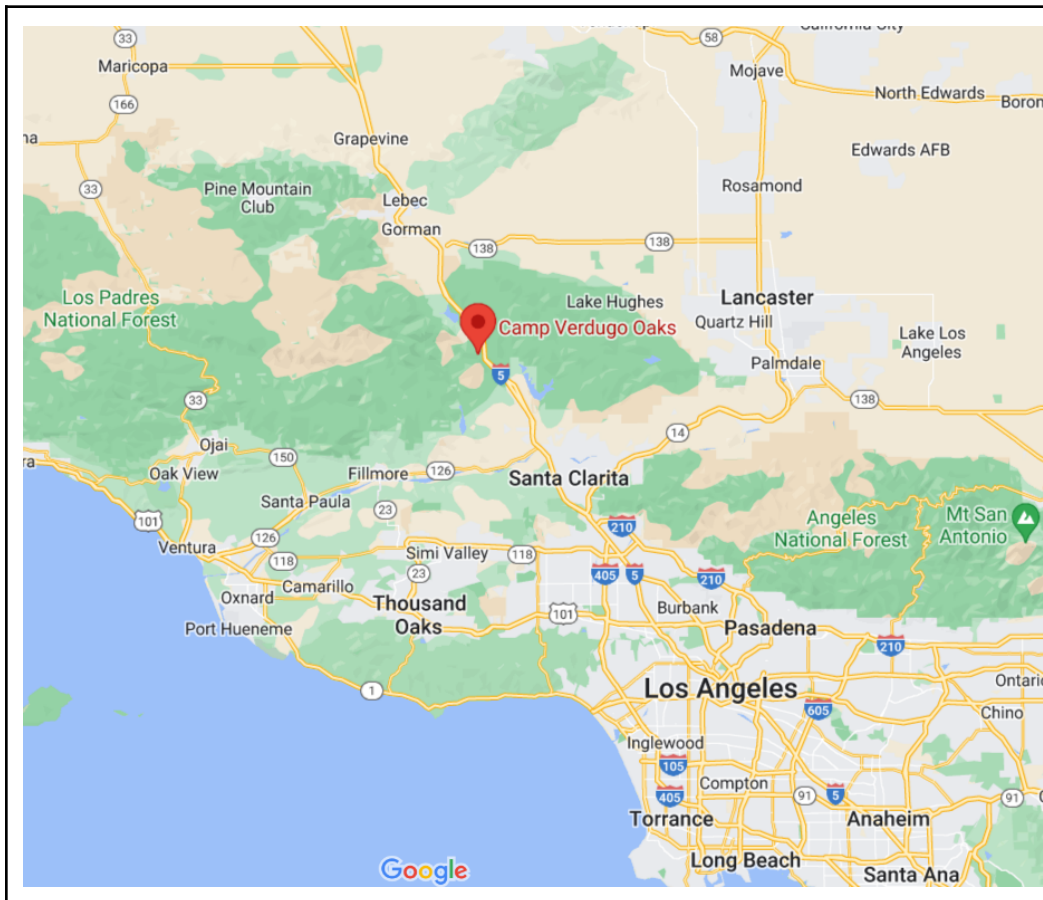 58
33
Maricopa
Mojave
166
North Edwards
Boron
Grapevine
Edwards AFB
33
Pine Mountain
Club
Lebec
Rosamond
Gorman
138
138
Los Padres
National Forest
Lake Hughes
Lancaster
Camp Verdugo Oaks
Quartz Hill
Lake Los
Angeles
Palmdale
5
33
138
14
Ojai
150
Oak View
Fillmore
126
Santa Clarita
Santa Paula
23
101
210
Angeles
National Forest
Mt San
Antonio
Ventura
126
118
Simi Valley
118
405
5
210
23
Camarillo
Oxnard
Thousand
Oaks
101
Burbank
Port Hueneme
Pasadena
210
1
Los Angeles
Ontario
605
Chino
Inglewood
105
Compton
405
91
5
91
Torrance
Anaheim
Long Beach
Google
Santa Ana